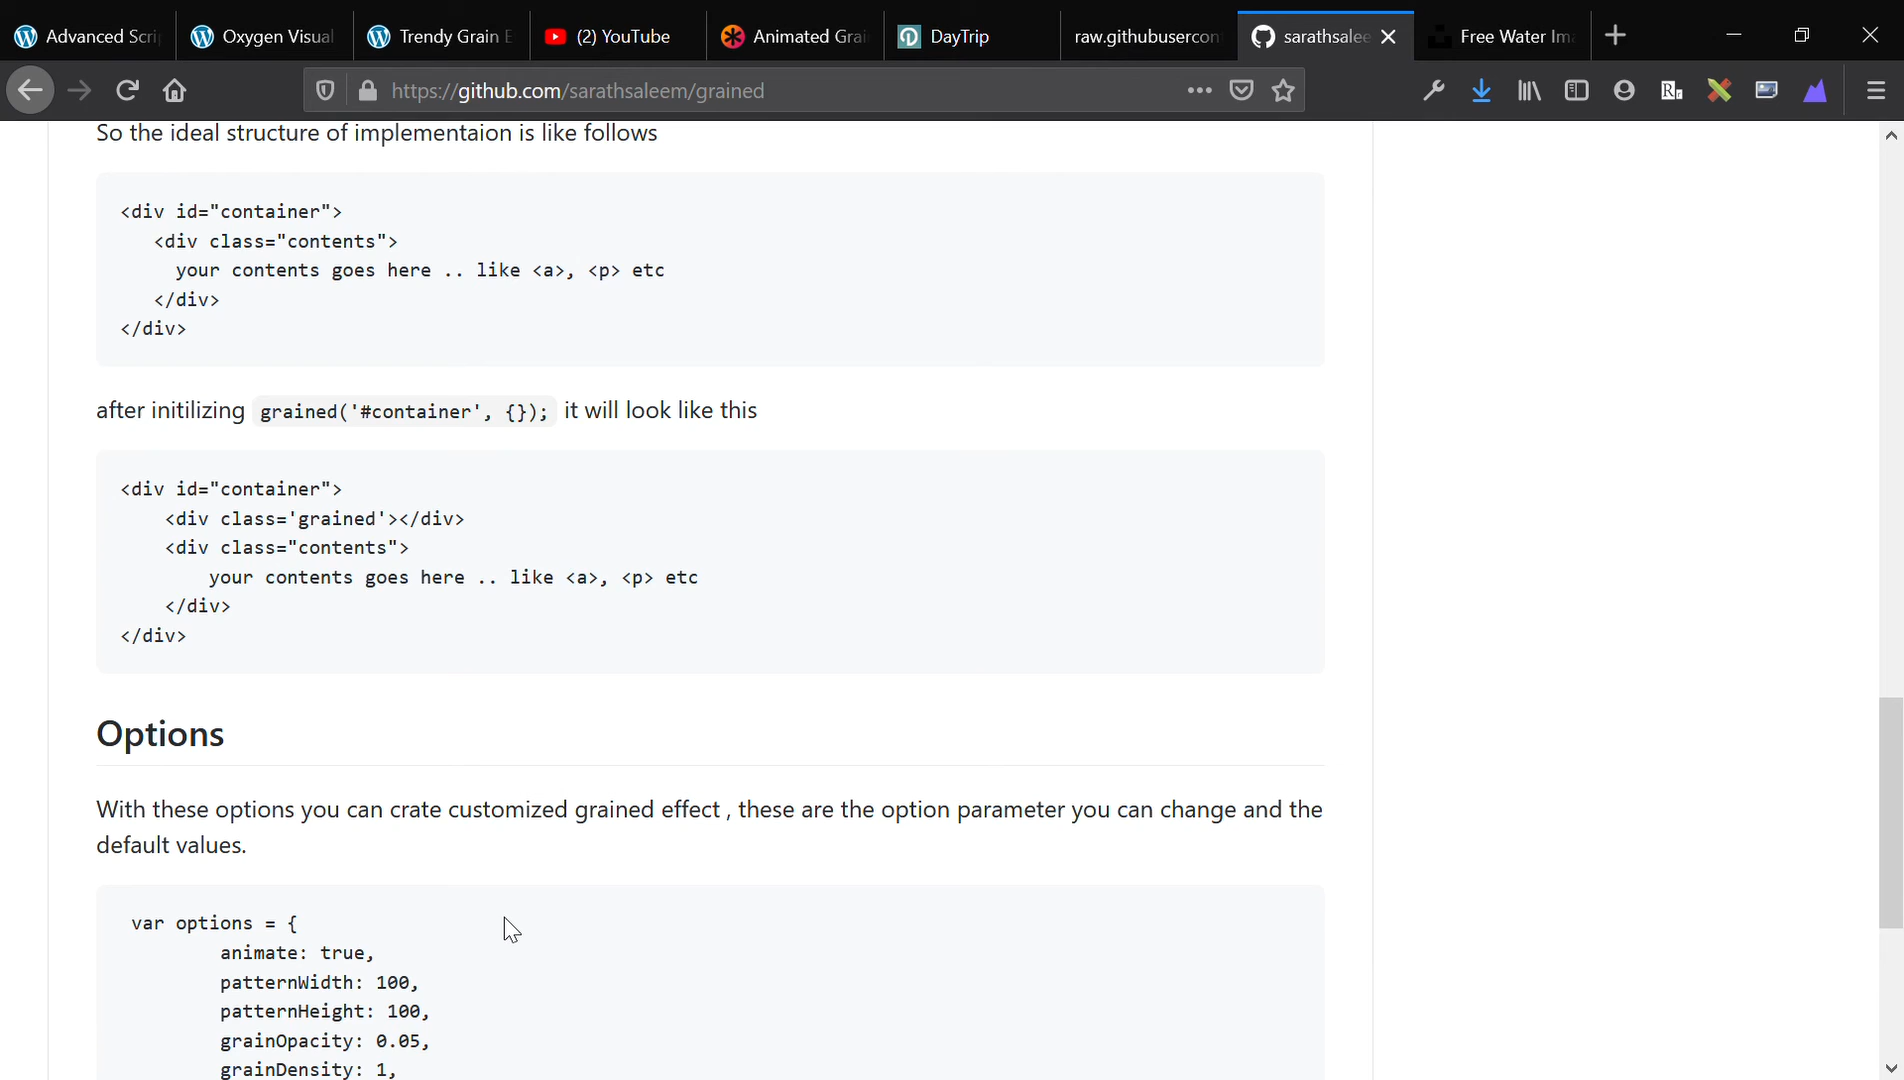 Advanced Scri
Oxygen Visual
Trendy Grain E
(2) YouTube
Animated Grai
DayTrip
raw.githubusercon
sarathsalee
Free Water Ima
https://github.com/sarathsaleem/grained
So the ideal structure of implementaion is like follows
<div id="container">
<div class="contents">
your contents goes here .. like <a>, <p> etc
</div>
</div>
after initilizing grained('#container', {}); it will look like this
<div id="container">
<div class='grained'></div>
<div class="contents">
your contents goes here .. like <a>, <p> etc
</div>
</div>
Options
With these options you can crate customized grained effect , these are the option parameter you can change and the
default values.
var options = {
animate: true,
patternWidth: 100,
patternHeight: 100,
grainOpacity: 0.05,
grainDensity: 1,